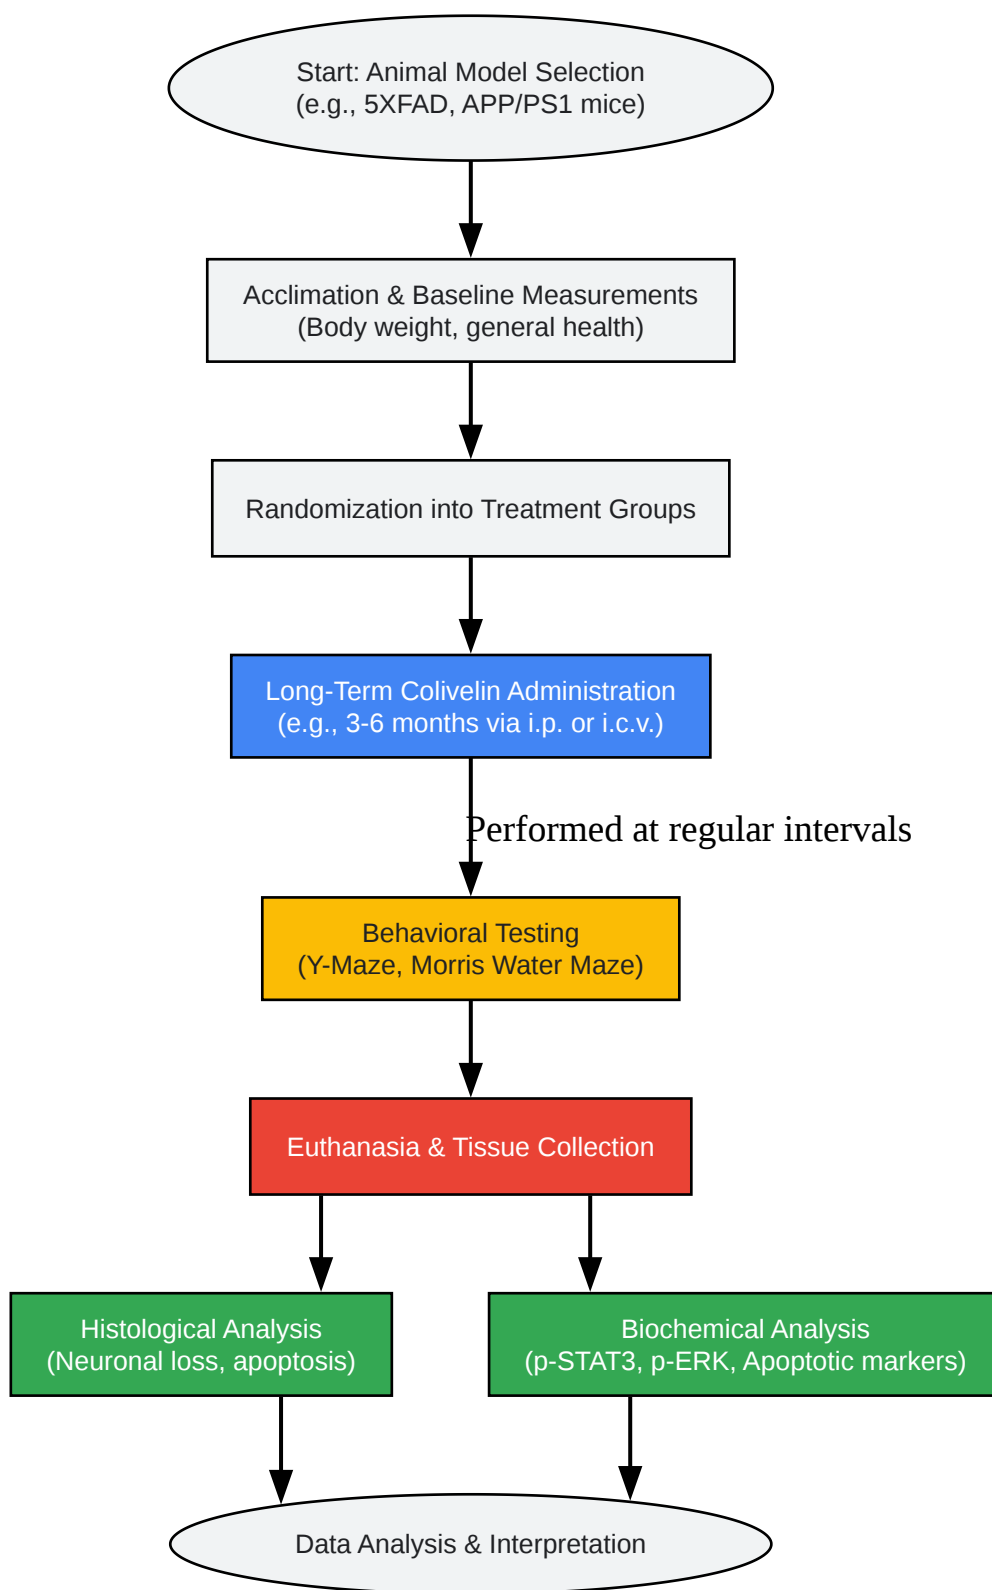 Start: Animal Model Selection
(e.g., 5XFAD, APP/PS1 mice)
Acclimation & Baseline Measurements
(Body weight, general health)
Randomization into Treatment Groups
Long-Term Colivelin Administration
(e.g., 3-6 months via i.p. or i.c.v.)
Performed at regular intervals
Behavioral Testing
(Y-Maze, Morris Water Maze)
Euthanasia & Tissue Collection
Histological Analysis
(Neuronal loss, apoptosis)
Biochemical Analysis
(p-STAT3, p-ERK, Apoptotic markers)
Data Analysis & Interpretation